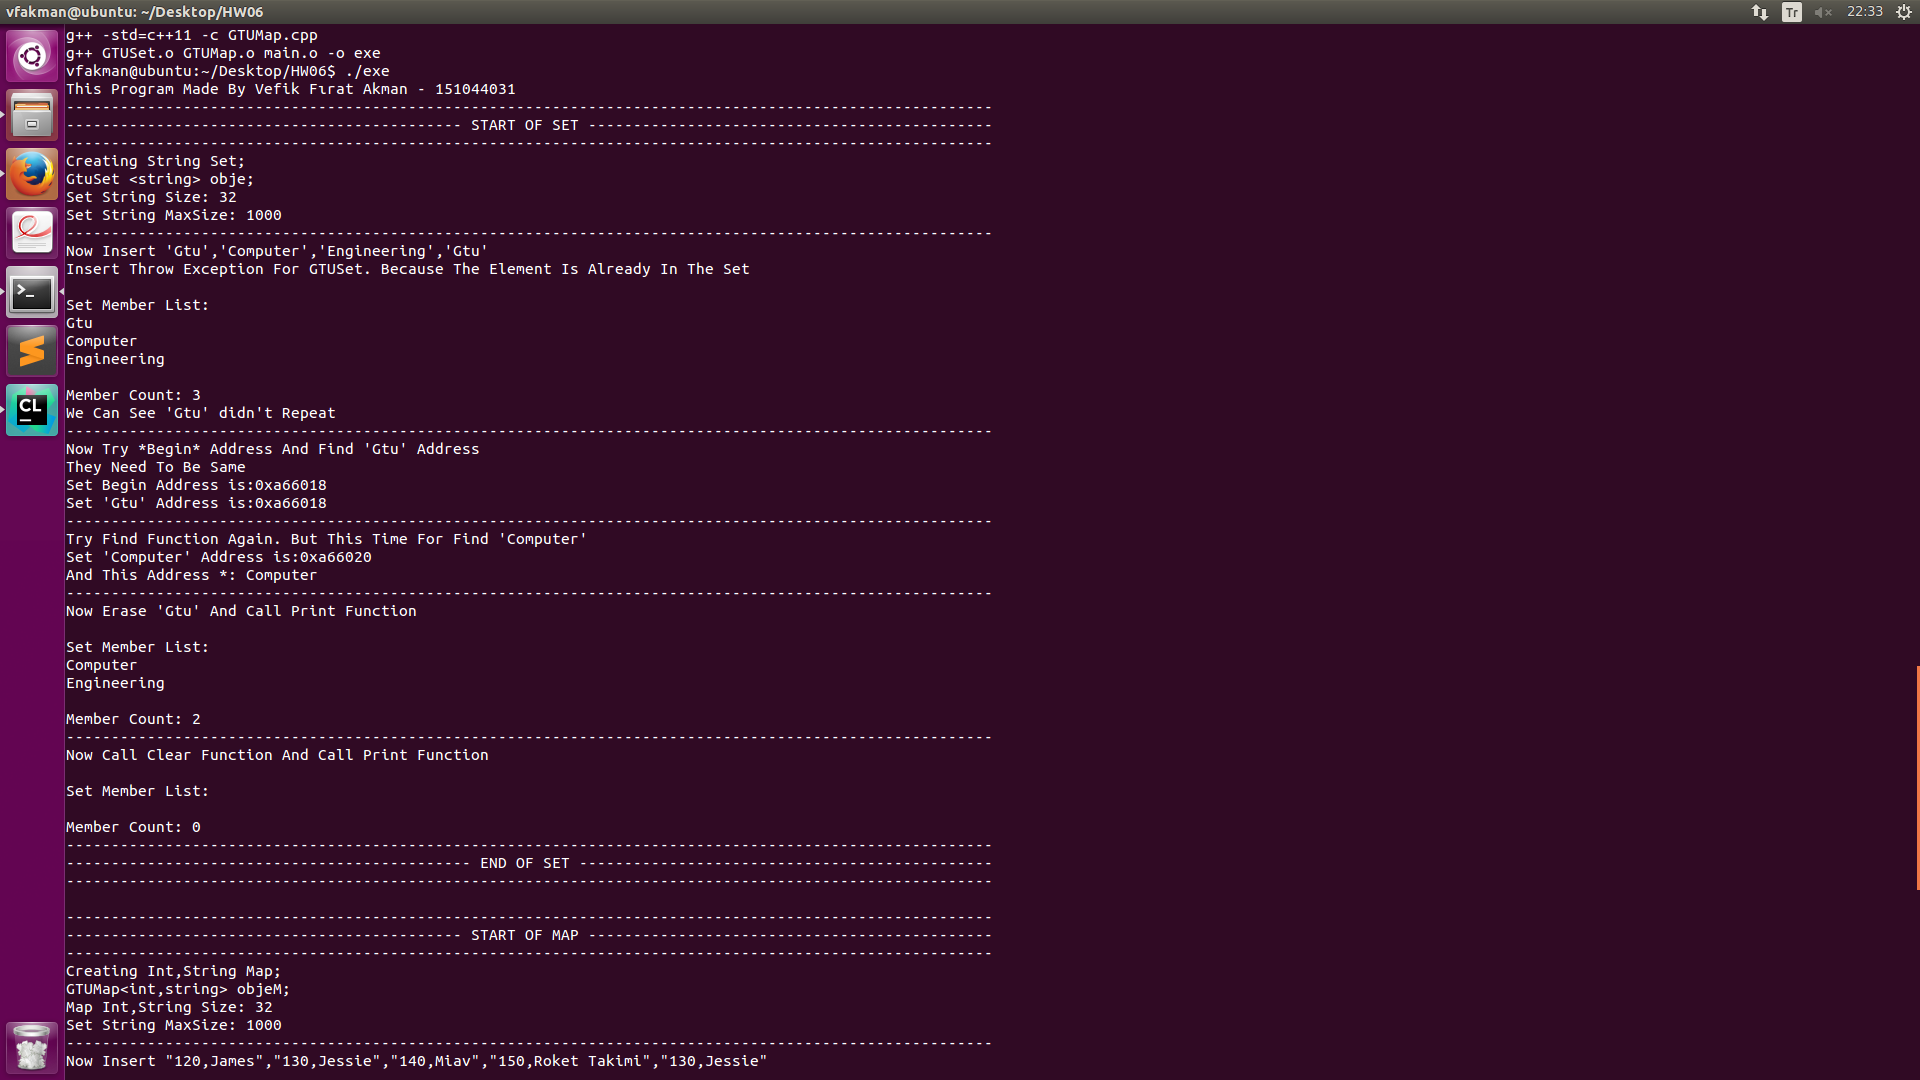 vfakman@ubuntu: ~/Desktop/HW06
Tr
22:33
g++ -std=c++11 -c GTUMap.cpp
g++ GTUSet.o GTUMap.o main.o -o exe
vfakman@ubuntu:~/Desktop/HW06$ ./exe
This Program Made By Vefik Fırat Akman - 151044031
-------------------------------------------------------------------------------------------------------
-------------------------------------------- START OF SET ---------------------------------------------
-------------------------------------------------------------------------------------------------------
Creating String Set;
GtuSet <string> obje;
Set String Size: 32
Set String MaxSize: 1000
-------------------------------------------------------------------------------------------------------
Now Insert 'Gtu','Computer','Engineering','Gtu'
Insert Throw Exception For GTUSet. Because The Element Is Already In The Set
Set Member List:
Gtu
Computer
Engineering
Member Count: 3
We Can See 'Gtu' didn't Repeat
-------------------------------------------------------------------------------------------------------
Now Try *Begin* Address And Find 'Gtu' Address
They Need To Be Same
Set Begin Address is:0xa66018
Set 'Gtu' Address is:0xa66018
-------------------------------------------------------------------------------------------------------
Try Find Function Again. But This Time For Find 'Computer'
Set 'Computer' Address is:0xa66020
And This Address *: Computer
-------------------------------------------------------------------------------------------------------
Now Erase 'Gtu' And Call Print Function
Set Member List:
Computer
Engineering
Member Count: 2
-------------------------------------------------------------------------------------------------------
Now Call Clear Function And Call Print Function
Set Member List:
Member Count: 0
-------------------------------------------------------------------------------------------------------
--------------------------------------------- END OF SET ----------------------------------------------
-------------------------------------------------------------------------------------------------------
-------------------------------------------------------------------------------------------------------
-------------------------------------------- START OF MAP ---------------------------------------------
-------------------------------------------------------------------------------------------------------
Creating Int,String Map;
GTUMap<int,string> objeM;
Map Int,String Size: 32
Set String MaxSize: 1000
-------------------------------------------------------------------------------------------------------
Now Insert "120,James","130,Jessie","140,Miav","150,Roket Takimi","130,Jessie"
CL